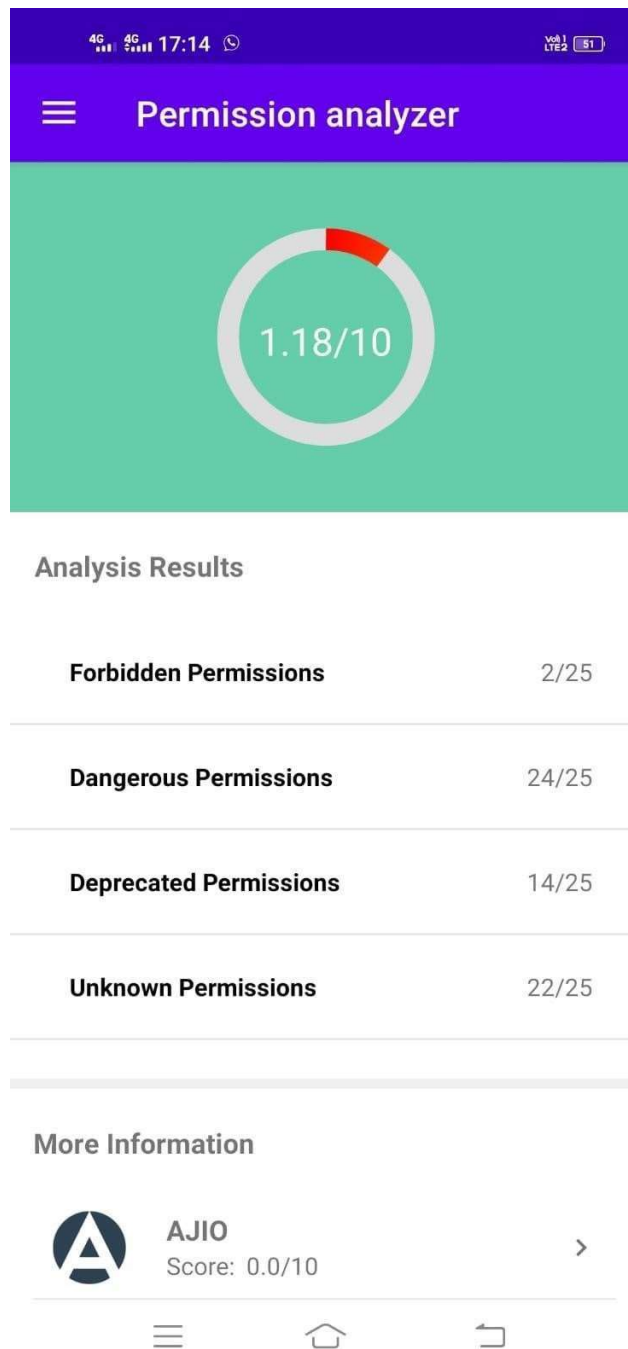 4G 4G 17:14 Vo)) 1 LTE2 51
Permission analyzer
1.18/10
Analysis Results
Forbidden Permissions 2/25
Dangerous Permissions 24/25
Deprecated Permissions 14/25
Unknown Permissions 22/25
More Information
AJIO
Score: 0.0/10